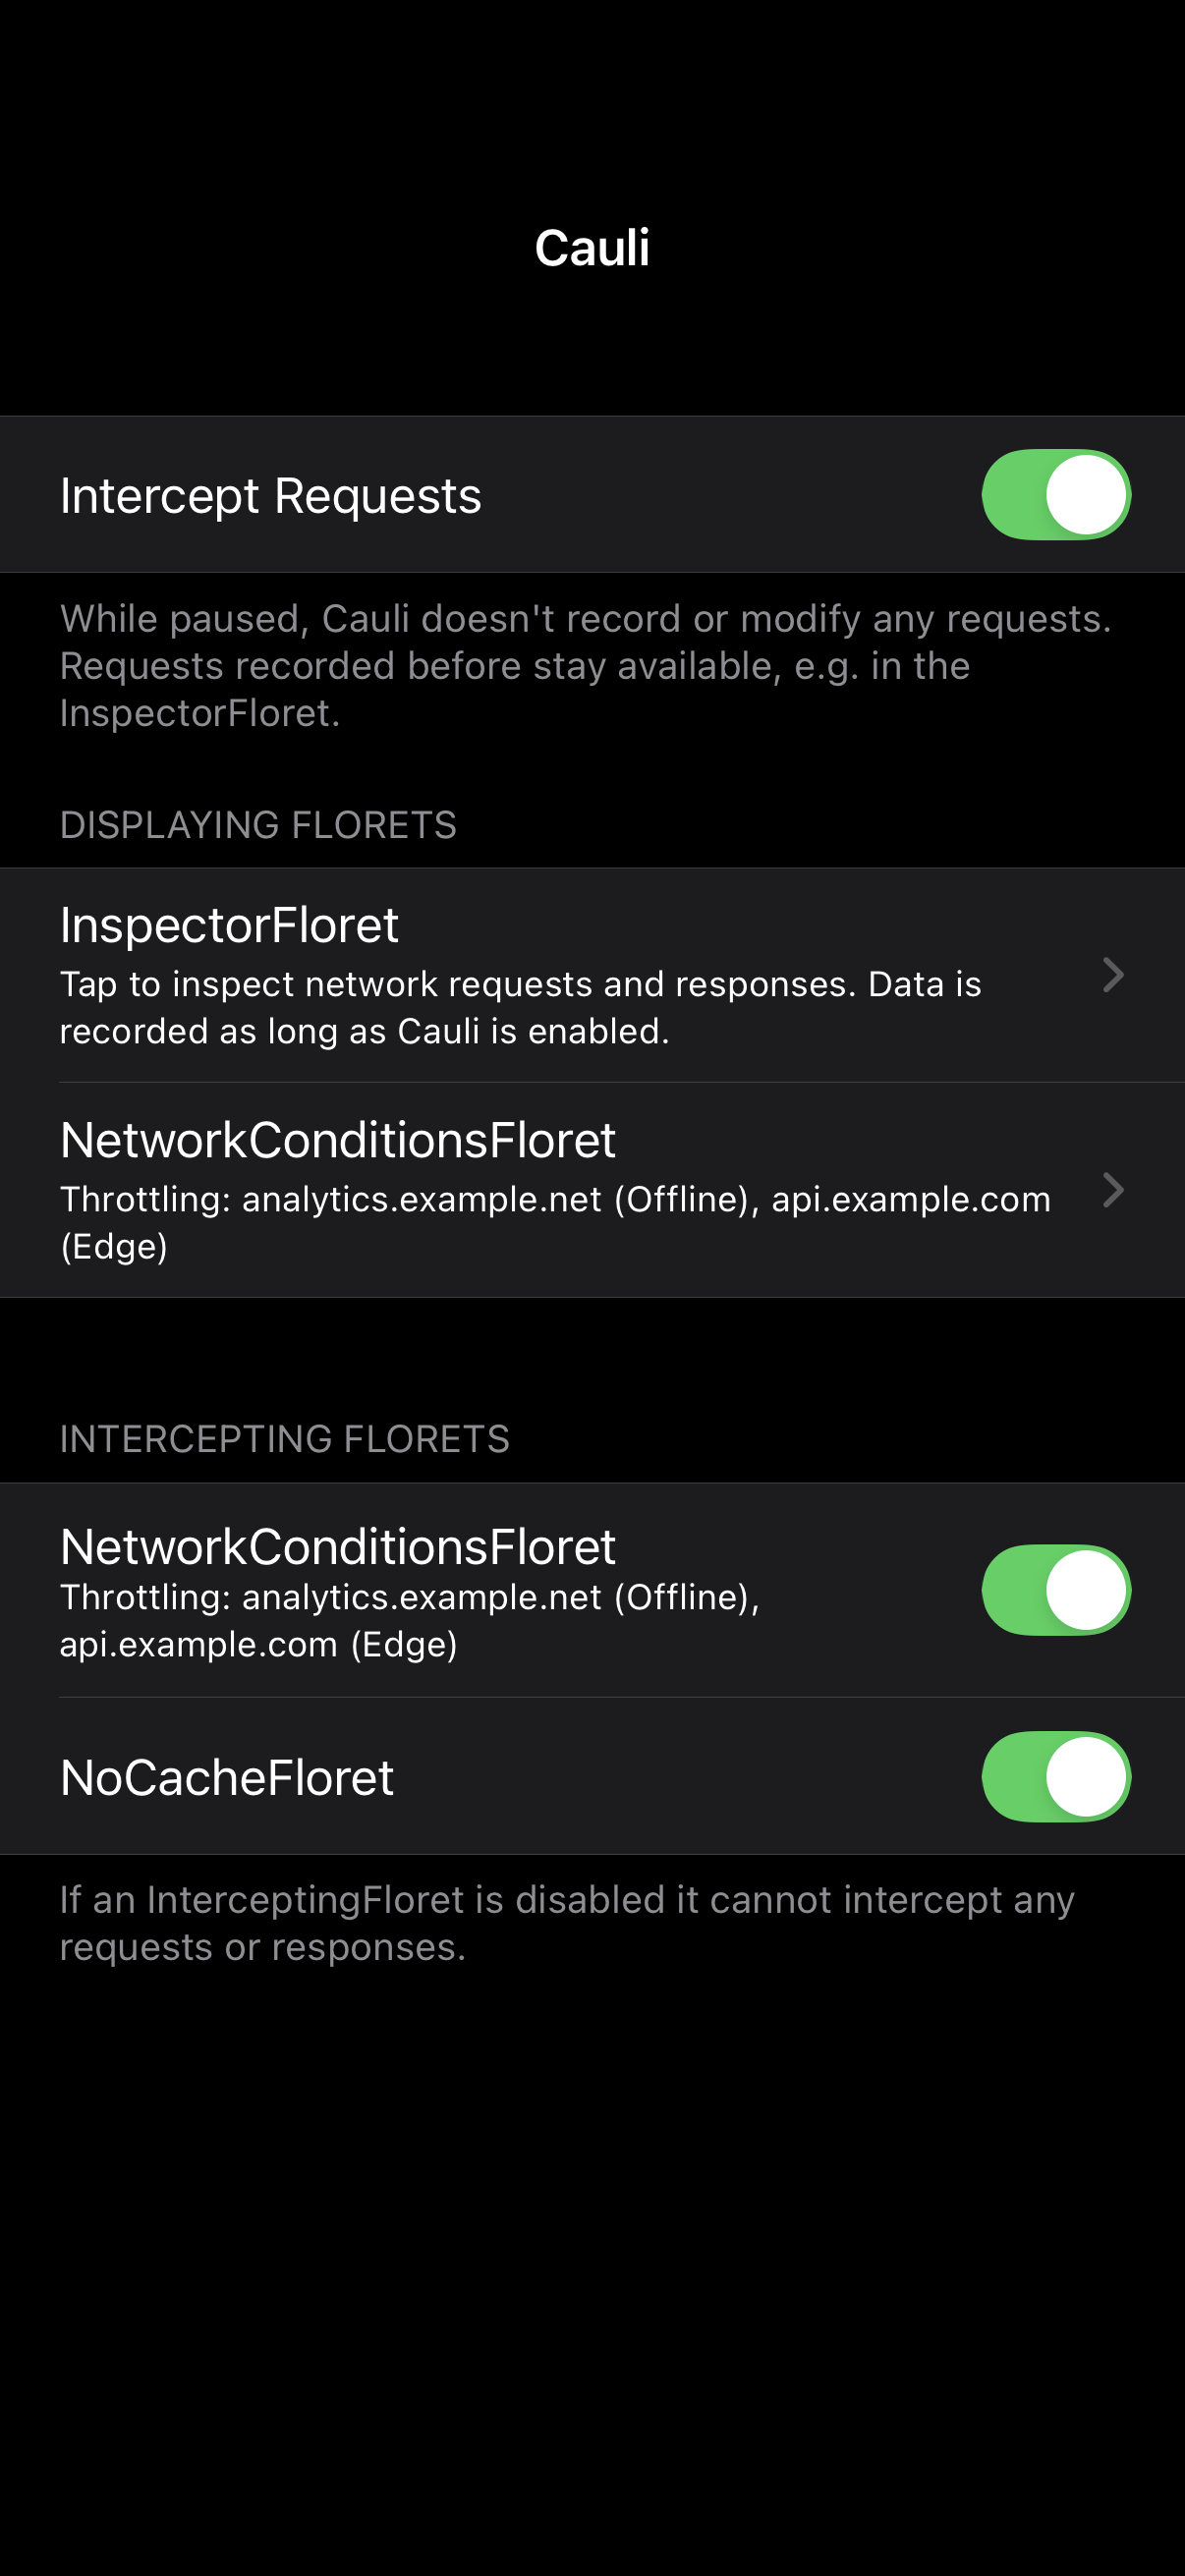 Cauli
Intercept Requests
While paused, Cauli doesn't record or modify any requests.
Requests recorded before stay available, e.g. in the
InspectorFloret.
DISPLAYING FLORETS
InspectorFloret
Tap to inspect network requests and responses. Data is
recorded as long as Cauli is enabled.
NetworkConditionsFloret
Throttling: analytics.example.net (Offline), api.example.com
(Edge)
INTERCEPTING FLORETS
NetworkConditionsFloret
Throttling: analytics.example.net (Offline),
api.example.com (Edge)
NoCacheFloret
If an InterceptingFloret is disabled it cannot intercept any
requests or responses.